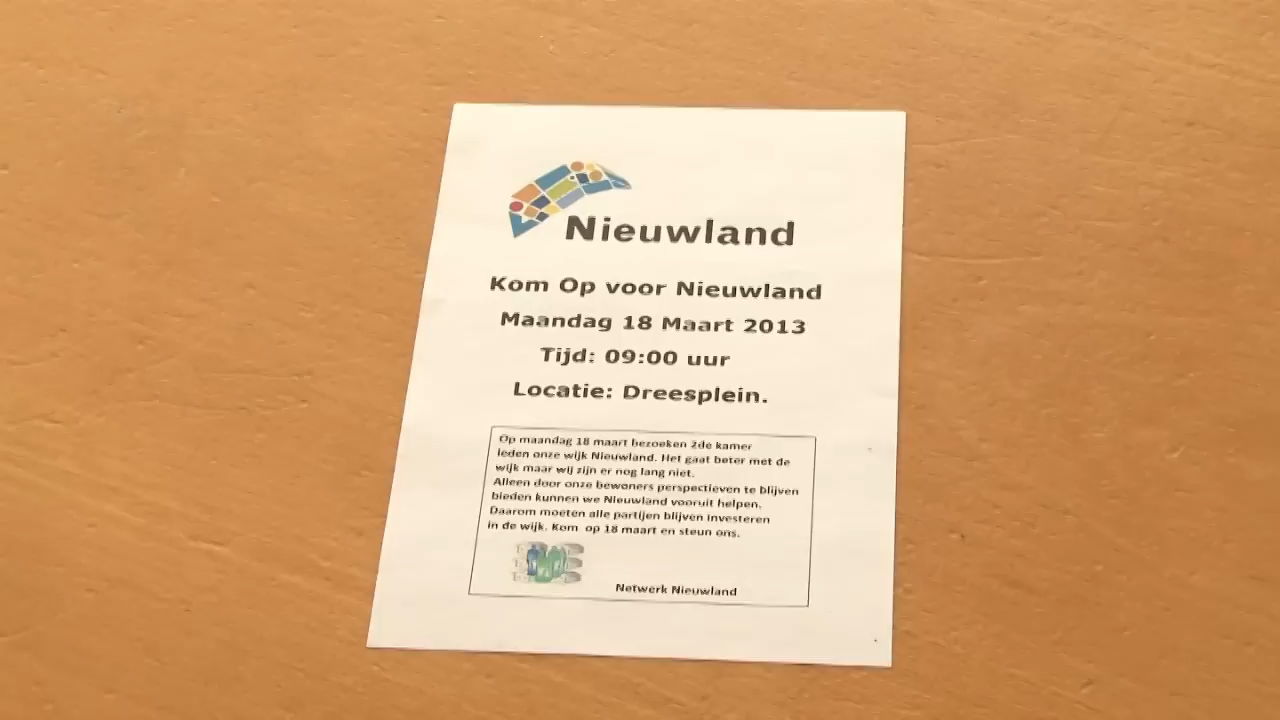 Nieuwland
Kom Op voor Nieuwland
Maandag 18 Maart 2013
Tijd: 09:00 uur
Locatie: Dreesplein.
Op maandag 18 maart bezoeken 2de kamer
leden onze wijk Nieuwland. Het gaat beter met de
wijk maar wij zijn er nog lang niet.
Alleen door onze bewoners perspectieven te blijven
bieden kunnen we Nieuwland vooruit helpen.
Daarom moeten alle partijen blijven investeren
in de wijk. Kom op 18 maart en steun ons.
Netwerk Nieuwland